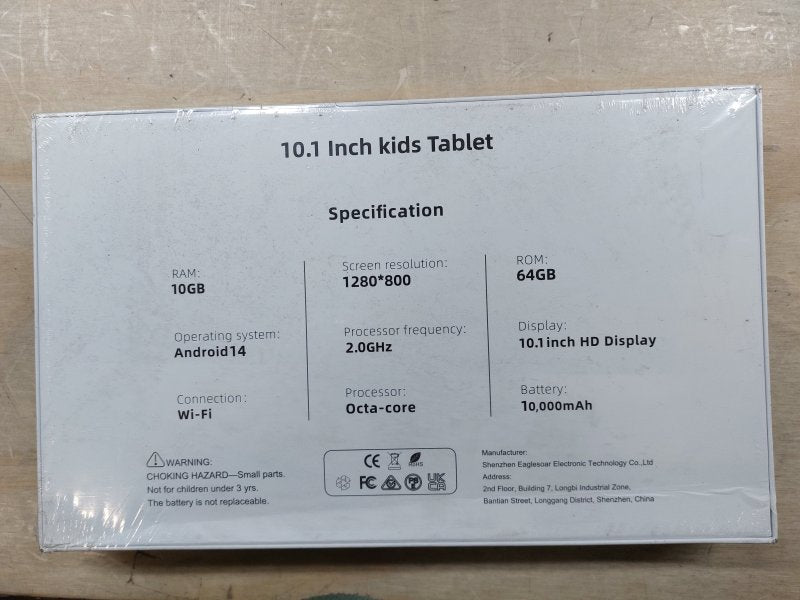 10.1 Inch kids Tablet
Specification
RAM:
10GB
Operating system:
Android14
Connection:
Wi-Fi
Screen resolution:
1280*800
Processor frequency:
2.0GHz
Processor:
Octa-core
ROM:
64GB
Display:
10.1inch HD Display
Battery:
10,000mAh
WARNING:
CHOKING HAZARD—Small parts.
Not for children under 3 yrs.
The battery is not replaceable.
CE RoHS
FC FP UKCA
Manufacturer:
Shenzhen Eaglesoar Electronic Technology Co.,Ltd
Address:
2nd Floor, Building 7, Longbi Industrial Zone,
Bantian Street, Longgang District, Shenzhen, China